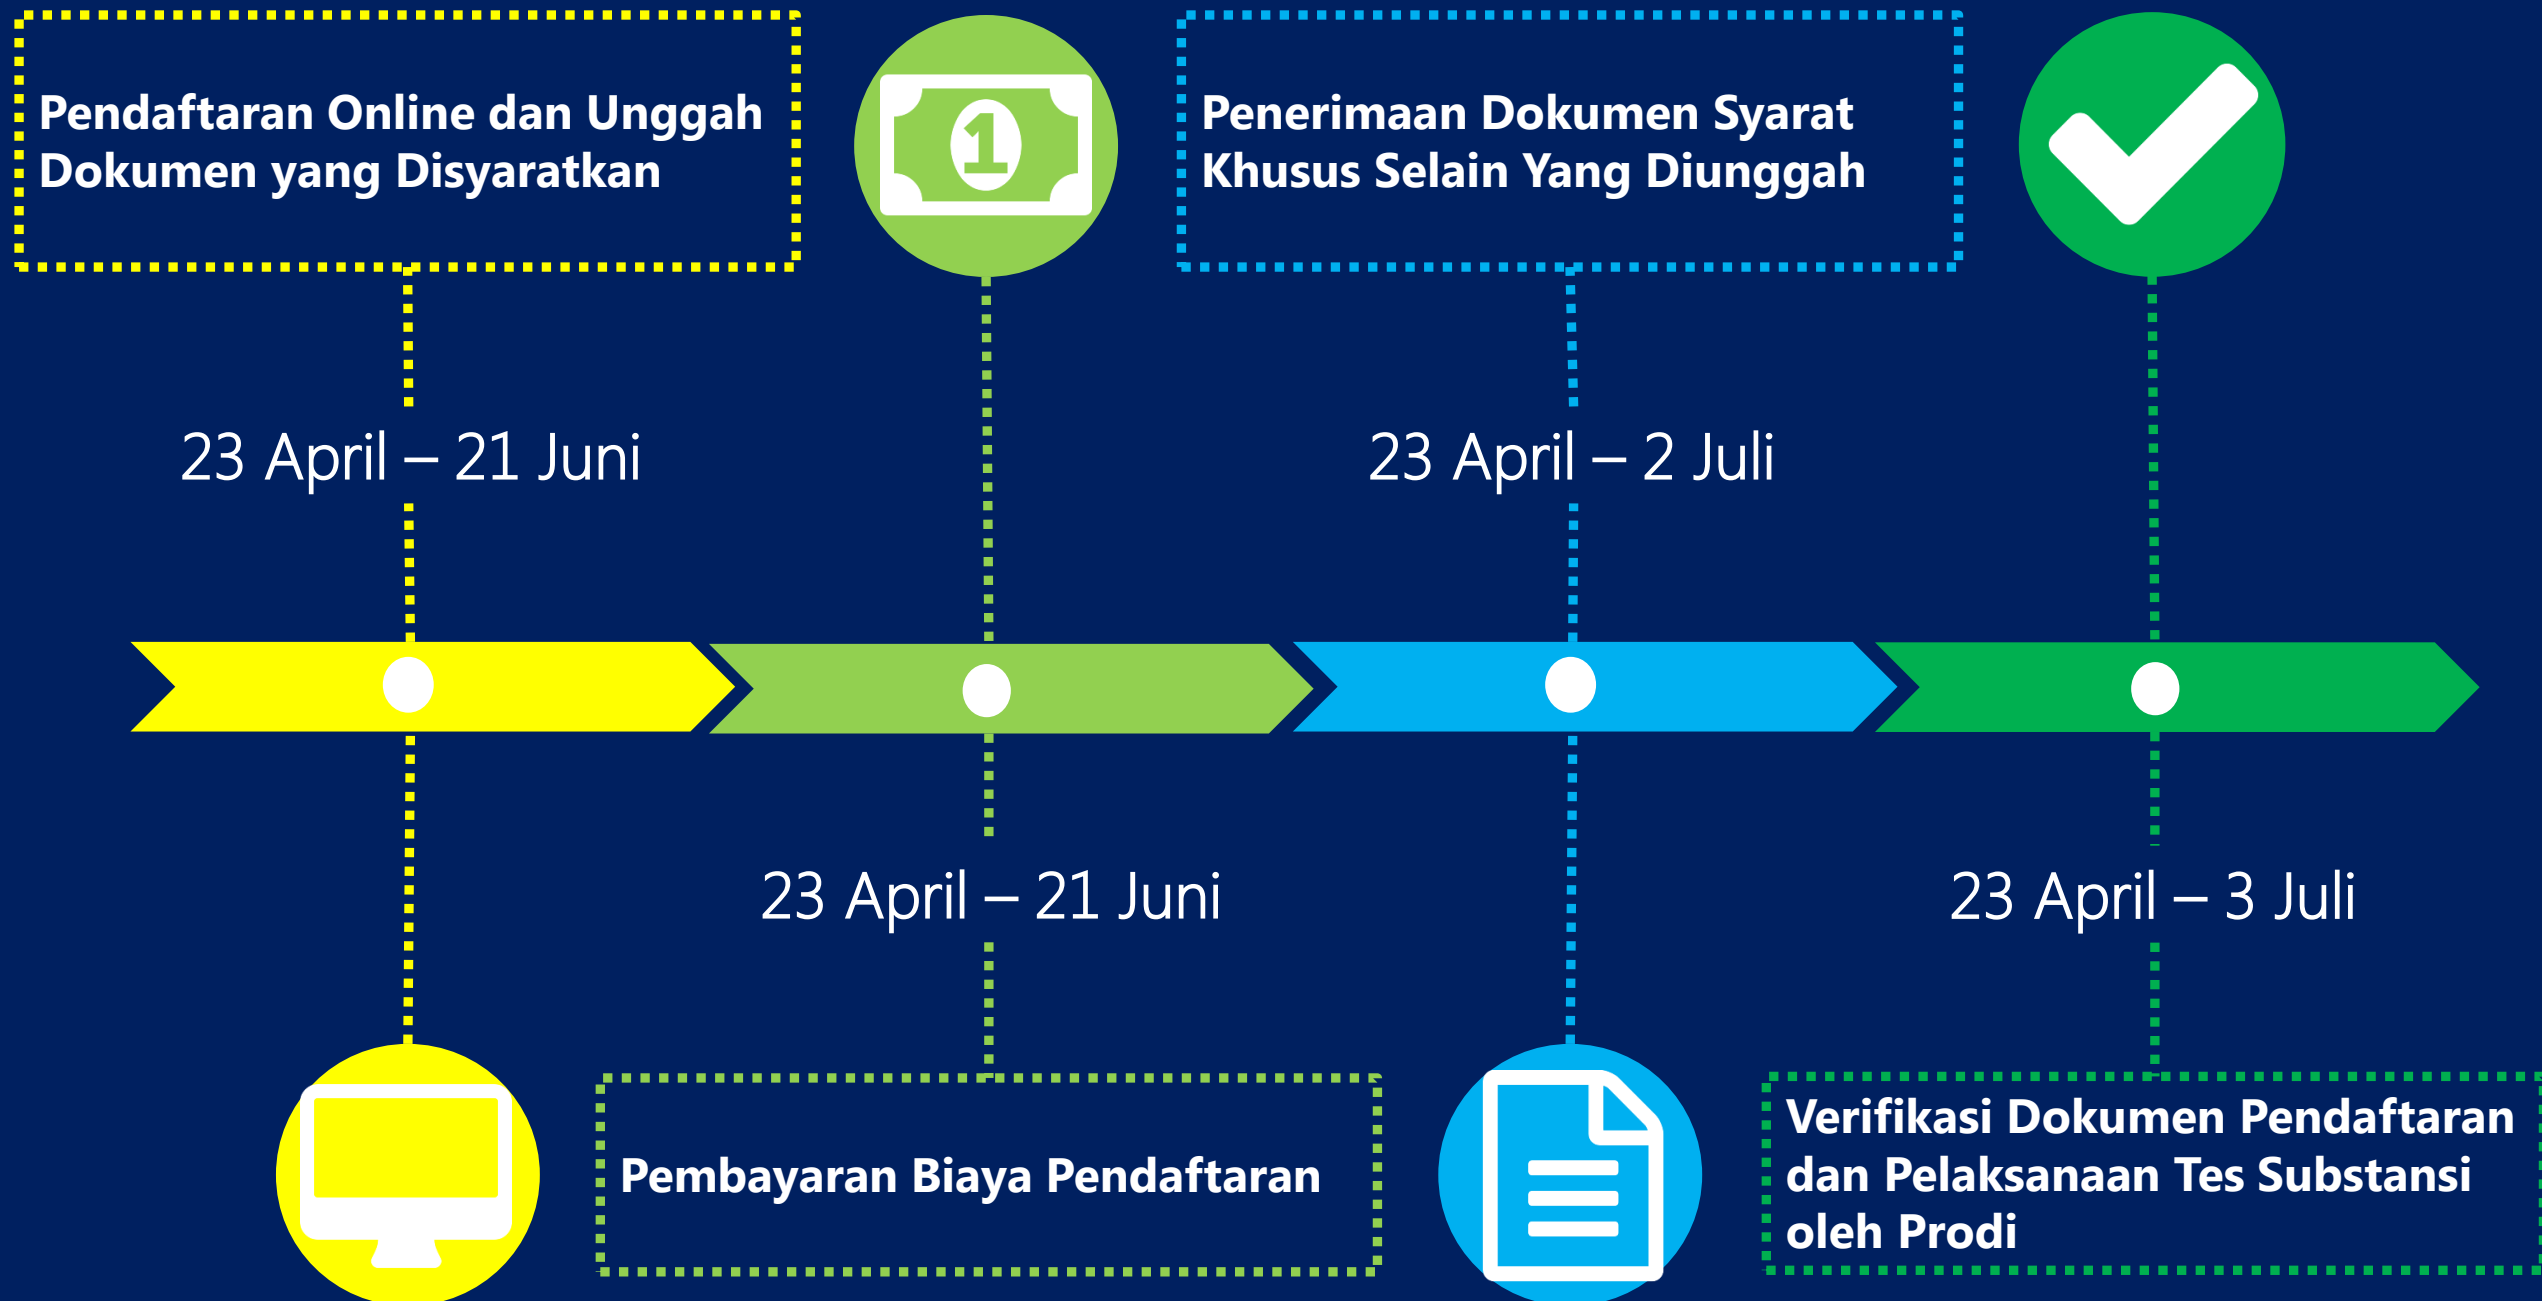 Pendaftaran Online dan Unggah
Dokumen yang Disyaratkan
23 April – 21 Juni
1
23 April – 21 Juni
Pembayaran Biaya Pendaftaran
Penerimaan Dokumen Syarat
Khusus Selain Yang Diunggah
23 April – 2 Juli
23 April – 3 Juli
Verifikasi Dokumen Pendaftaran
dan Pelaksanaan Tes Substansi
oleh Prodi